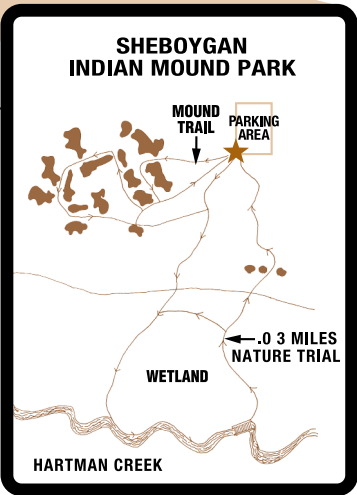 SHEBOYGAN
INDIAN MOUND PARK
MOUND
TRAIL
PARKING
AREA
.0 3 MILES
NATURE TRIAL
WETLAND
HARTMAN CREEK